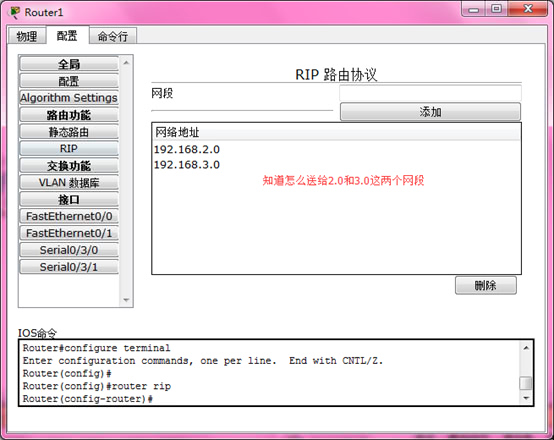 Router1
物理 配置 命令行
全局
配置
Algorithm Settings
路由功能
静态路由
RIP
交换功能
VLAN 数据库
接口
FastEthernet0/0
FastEthernet0/1
Serial0/3/0
Serial0/3/1
RIP 路由协议
网段
添加
网络地址
192.168.2.0
192.168.3.0
知道怎么送给2.0和3.0这两个网段
删除
IOS命令
Router#configure terminal
Enter configuration commands, one per line.  End with CNTL/Z.
Router(config)#
Router(config)#router rip
Router(config-router)#